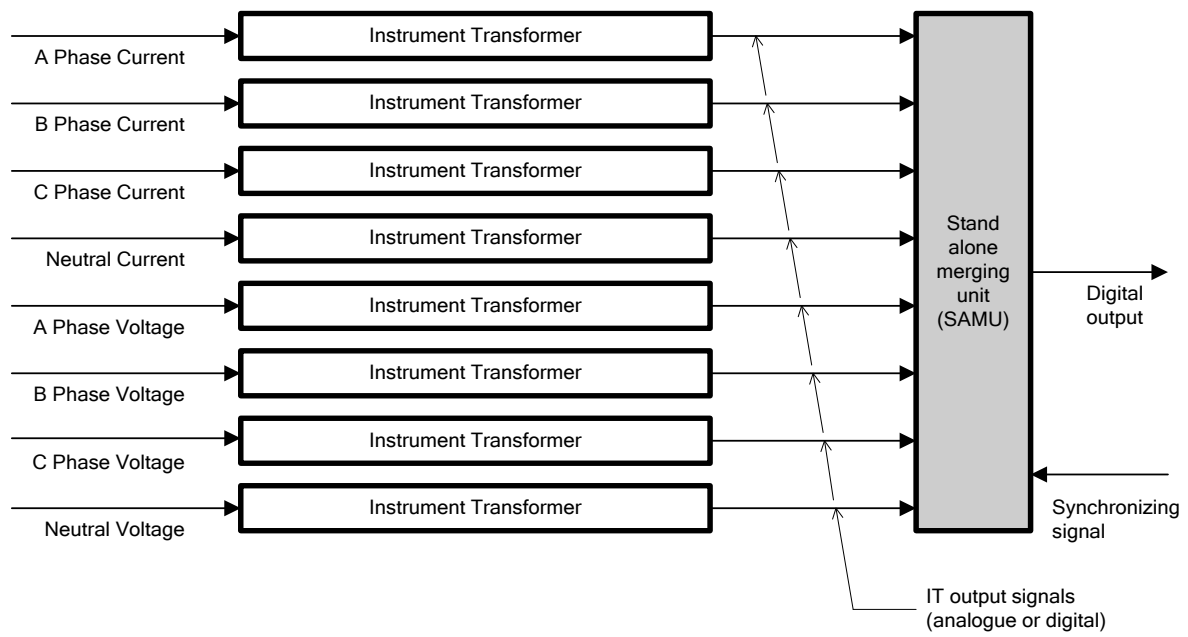 Instrument Transformer
A Phase Current
Instrument Transformer
B Phase Current
Instrument Transformer
C Phase Current
Instrument Transformer
Neutral Current
Instrument Transformer
A Phase Voltage
Instrument Transformer
B Phase Voltage
Instrument Transformer
C Phase Voltage
Instrument Transformer
Neutral Voltage
Stand
alone
merging
unit
(SAMU)
Digital
output
Synchronizing
signal
IT output signals
(analogue or digital)